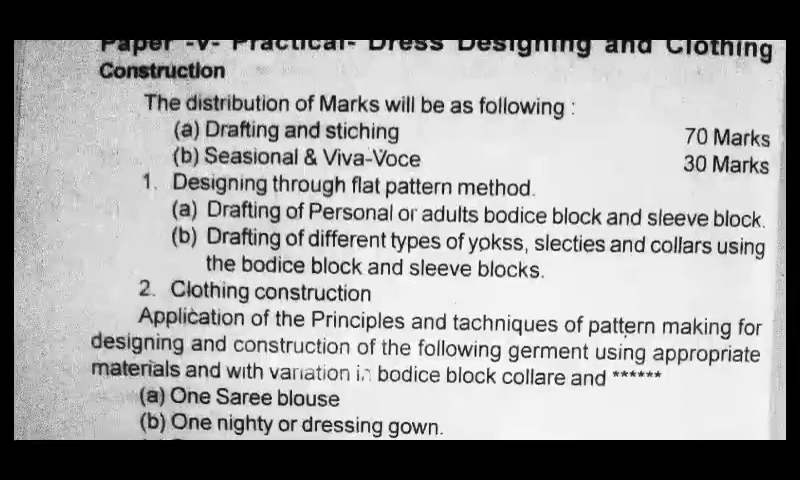 Paper -V- Practical- Dress Designing and Clothing
Construction
The distribution of Marks will be as following :
(a) Drafting and stiching 70 Marks
(b) Seasional & Viva-Voce 30 Marks
1. Designing through flat pattern method.
(a) Drafting of Personal or adults bodice block and sleeve block.
(b) Drafting of different types of yokss, slecties and collars using
the bodice block and sleeve blocks.
2. Clothing construction
Application of the Principles and tachniques of pattern making for
designing and construction of the following germent using appropriate
materials and with variation in bodice block collare and ******
(a) One Saree blouse
(b) One nighty or dressing gown.